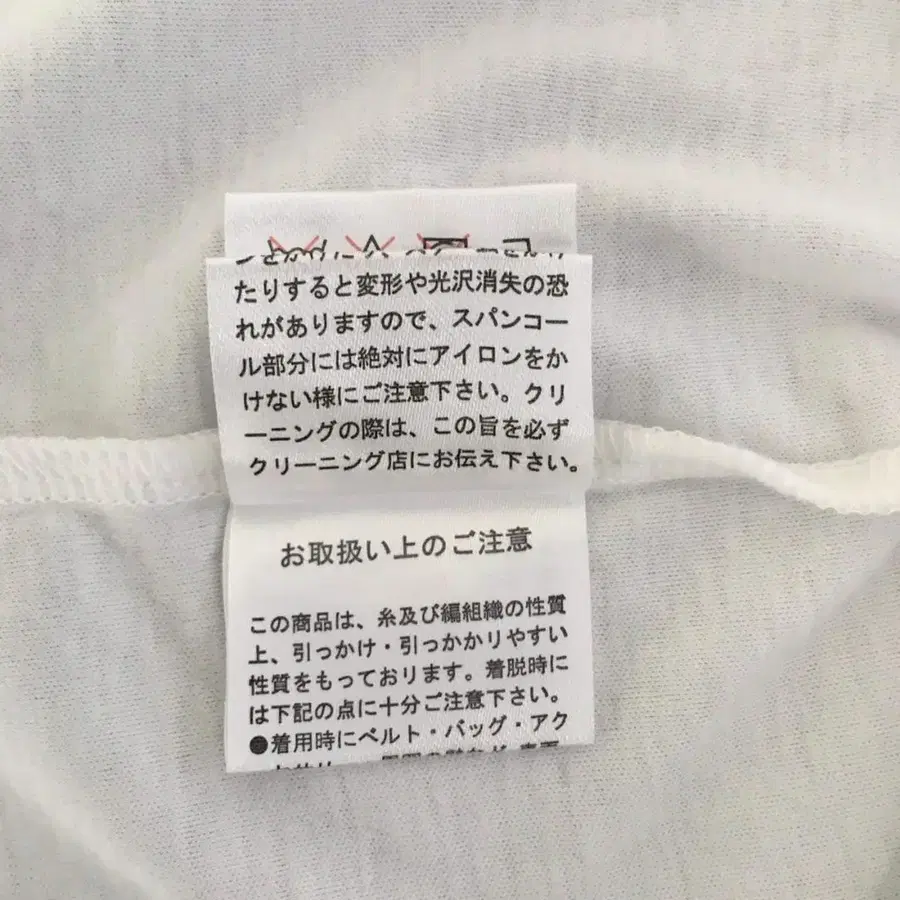 たりすると変形や光沢消失の恐
れがありますので、スパンコー
ル部分には絶対にアイロンをか
けない様にご注意下さい。クリ
ーニングの際は、この旨を必ず
クリーニング店にお伝え下さい。
お取扱い上のご注意
この商品は、糸及び編組織の性質
上、引っかけ・引っかかりやすい
性質をもっております。着脱時に
は下記の点に十分ご注意下さい。
●着用時にベルト・バッグ・アク